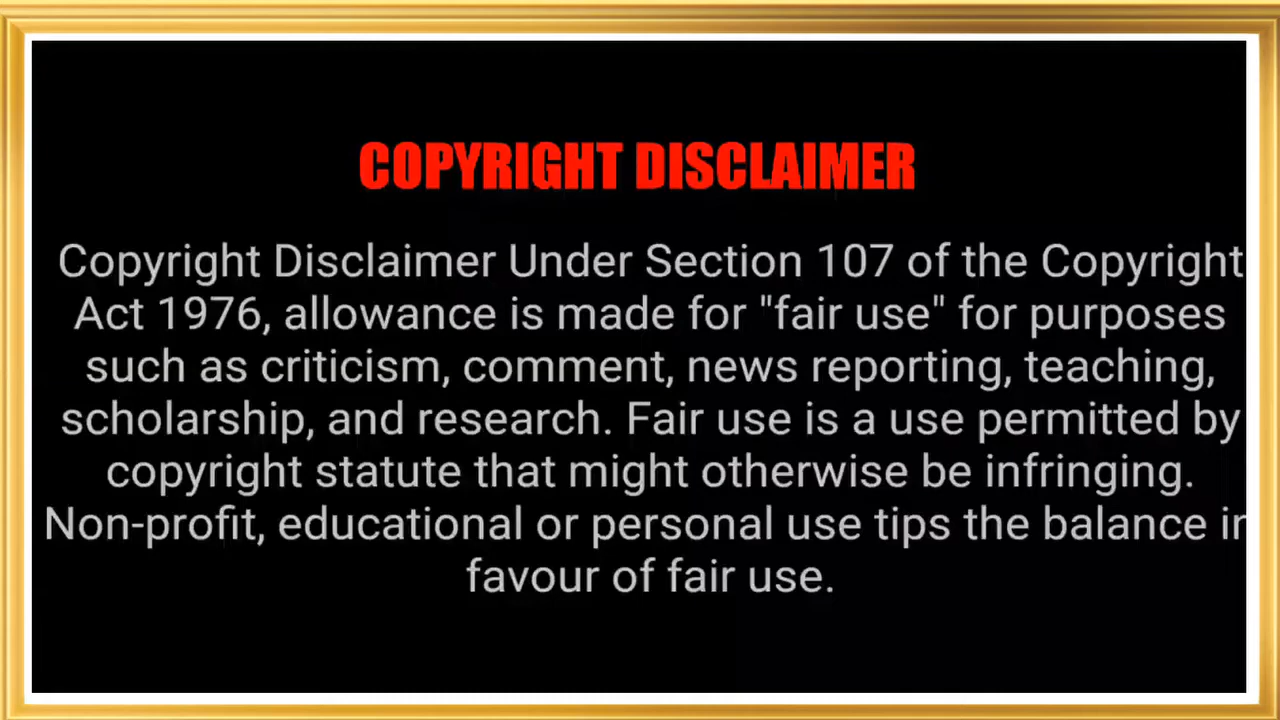 COPYRIGHT DISCLAIMER
Copyright Disclaimer Under Section 107 of the Copyright
Act 1976, allowance is made for "fair use" for purposes
such as criticism, comment, news reporting, teaching,
scholarship, and research. Fair use is a use permitted by
copyright statute that might otherwise be infringing.
Non-profit, educational or personal use tips the balance in
favour of fair use.